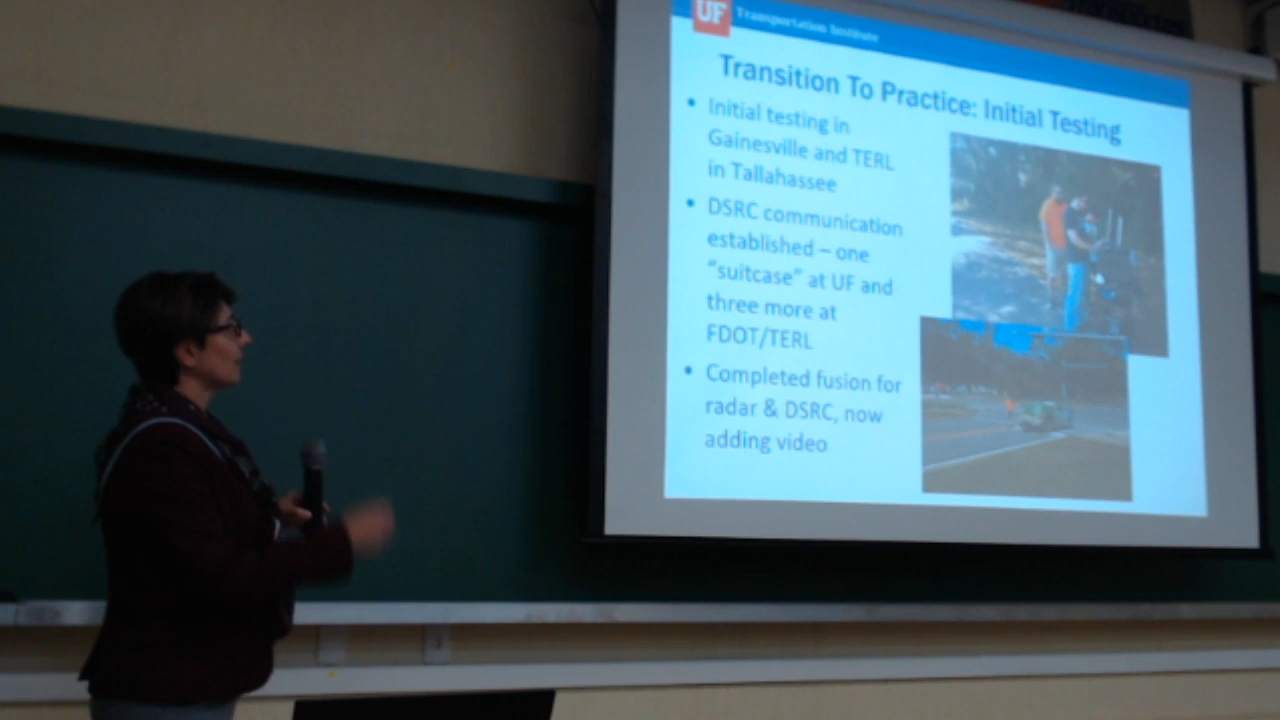 UF Transportation Institute
Transition To Practice: Initial Testing
• Initial testing in
Gainesville and TERL
in Tallahassee
• DSRC communication
established – one
“suitcase” at UF and
three more at
FDOT/TERL
• Completed fusion for
radar & DSRC, now
adding video